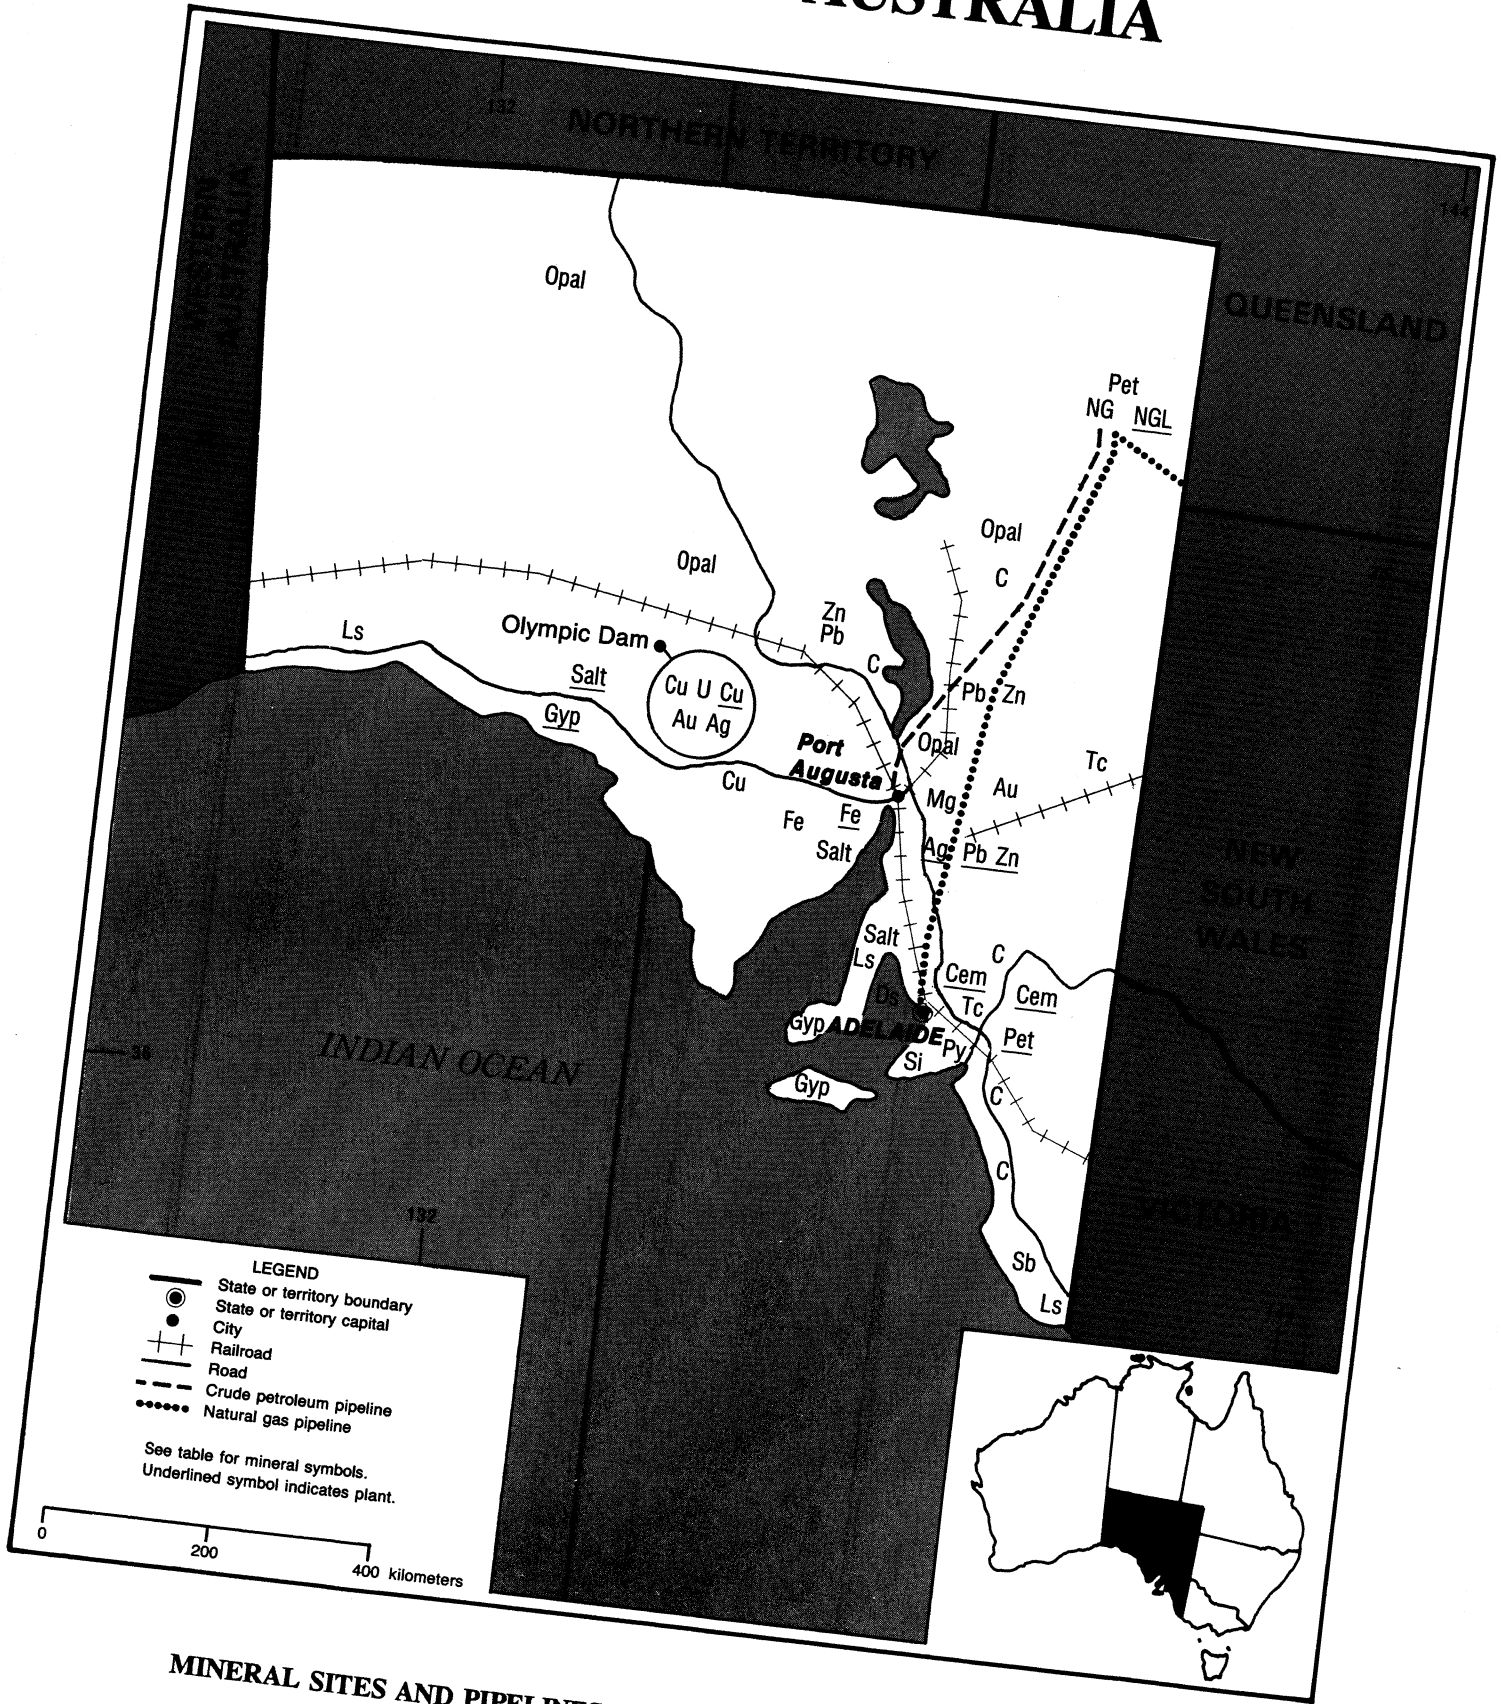 AUSTRALIA
132
NORTHERN TERRITORY
144
WESTERN
AUSTRALIA
QUEENSLAND
Opal
Pet
NG NGL
Opal
C
Opal
Zn
Pb
C
Ls
Olympic Dam
Salt
Gyp
Cu U Cu
Au Ag
Pb Zn
Opal
Port
Augusta
Tc
Au
Mg
Cu
Fe
Fe
Salt
Ag
Pb Zn
NEW
SOUTH
WALES
Salt
Ls
C
Cem
Cem
Ds
Tc
Gyp
ADELAIDE
Py
Pet
Si
Gyp
C
INDIAN OCEAN
36
C
132
VICTORIA
Sb
Ls
LEGEND
State or territory boundary
State or territory capital
City
Railroad
Road
Crude petroleum pipeline
Natural gas pipeline
See table for mineral symbols.
Underlined symbol indicates plant.
0
200
400 kilometers
MINERAL SITES AND PIPELINES